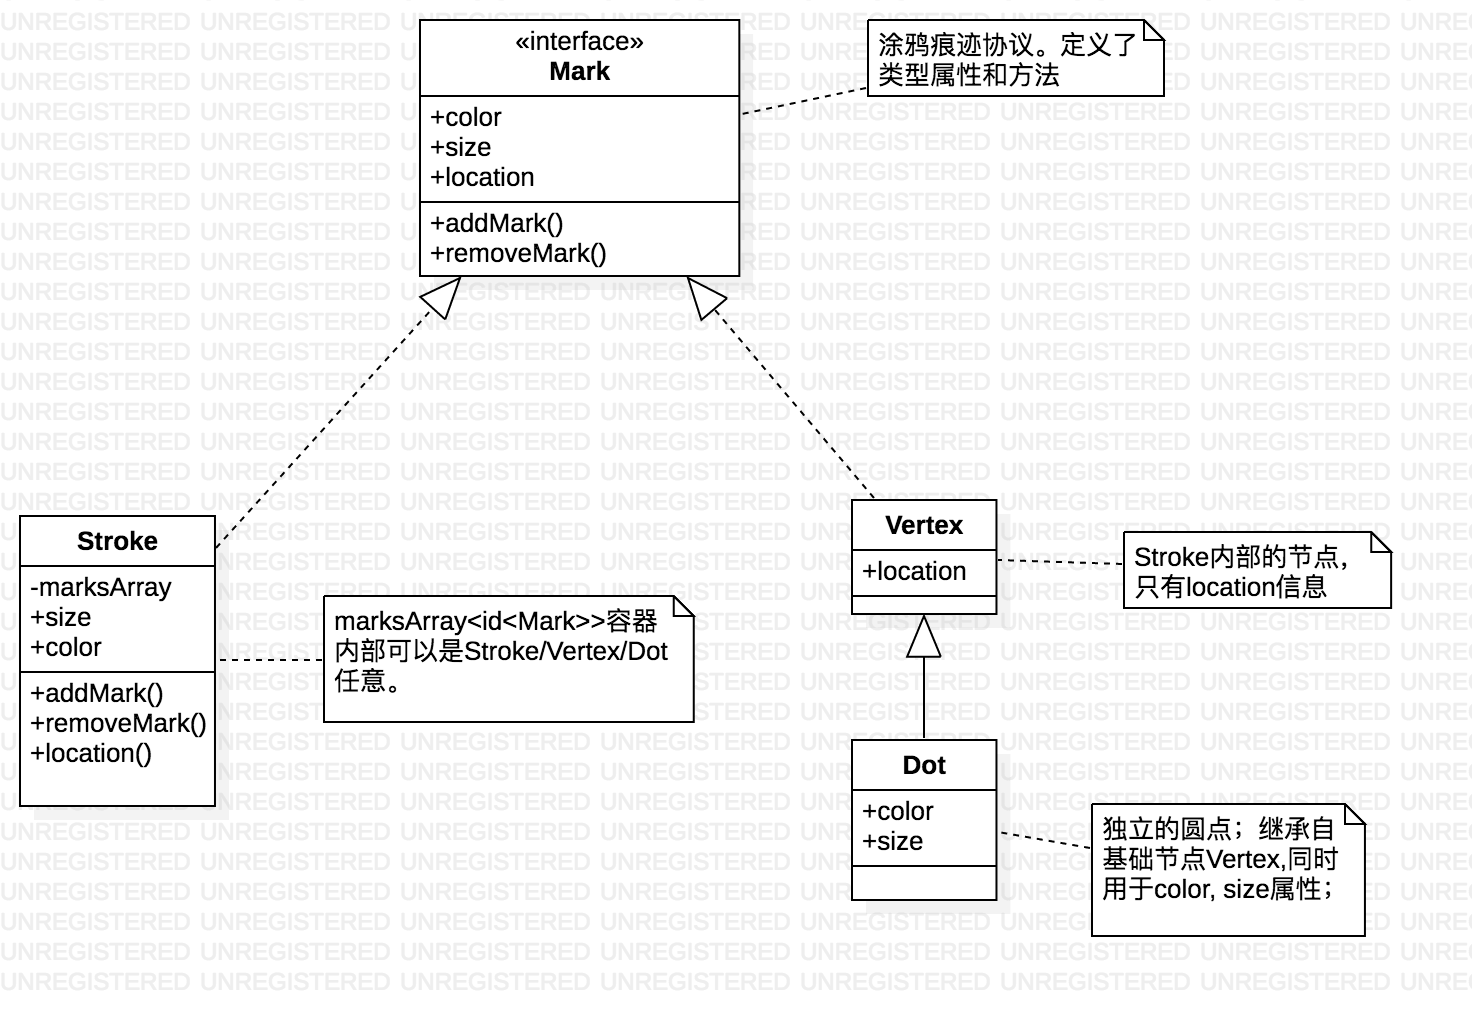 «interface»
Mark
+color
+size
+location
+addMark()
+removeMark()
涂鸦痕迹协议。定义了
类型属性和方法
Stroke
-marksArray
+size
+color
+addMark()
+removeMark()
+location()
marksArray<id<Mark>>容器
内部可以是Stroke/Vertex/Dot
任意。
Vertex
+location
Stroke内部的节点，
只有location信息
Dot
+color
+size
独立的圆点；继承自
基础节点Vertex,同时
用于color, size属性；
UNREGISTERED